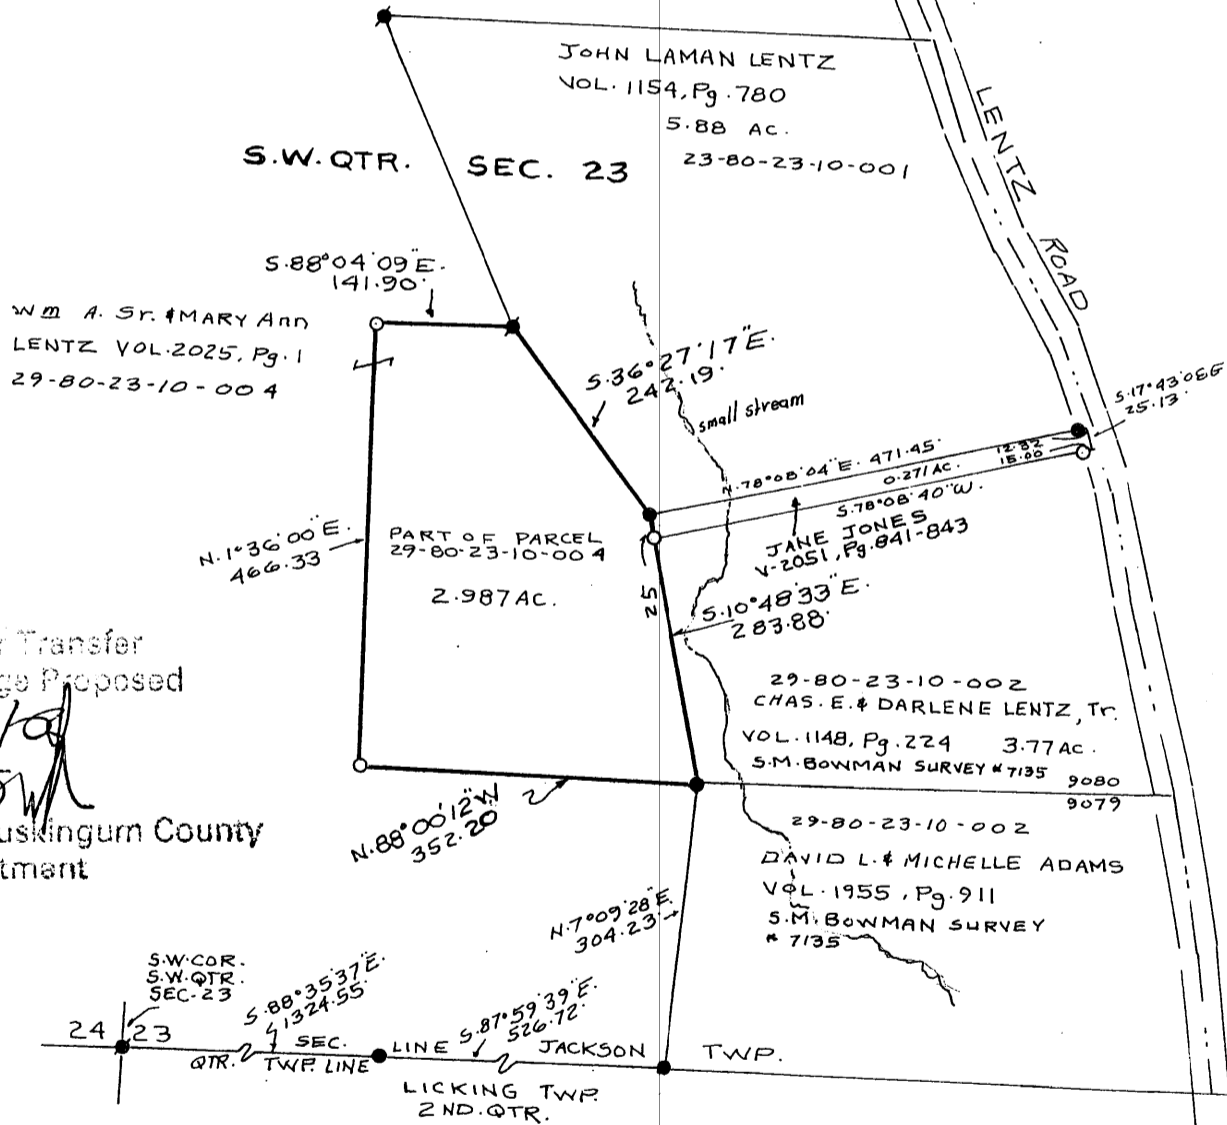 JOHN LAMAN LENTZ
VOL. 1154, Pg. 780
5.88 AC.
23-80-23-10-001
S.W. QTR. SEC. 23
LENTZ ROAD
S.88°04'09"E.
141.90'
Wm A. Sr. & MARY Ann
LENTZ VOL.2025, Pg. 1
29-80-23-10-004
S.36°27'17"E.
242.19'
small stream
S.17°43'08"E
25.13'
N.78°08'04"E. 471.45'
12.32
15.00
0.271 AC.
S.78°08'40"W.
JANE JONES
V-2051, Pg.841-843
N.1°36'00"E.
466.33
PART OF PARCEL
29-80-23-10-004
2.987 AC.
25
S.10°48'33"E.
283.88'
Transfer
Proposed
29-80-23-10-002
CHAS. E. & DARLENE LENTZ, Tr.
VOL. 1148, Pg. 224 3.77 AC.
S.M. BOWMAN SURVEY # 7135
9080
9079
N.88°00'12"W
352.20'
uskingum County
tment
29-80-23-10-002
DAVID L. & MICHELLE ADAMS
VOL. 1955, Pg. 911
S.M. BOWMAN SURVEY
# 7135
N.7°09'28"E.
304.23'
S.W. COR.
S.W. QTR.
SEC. 23
S.88°35'37"E.
1324.55'
S.87°59'39"E.
526.72'
24 23
QTR. SEC. LINE JACKSON TWP.
TWP. LINE
LICKING TWP.
2ND. QTR.